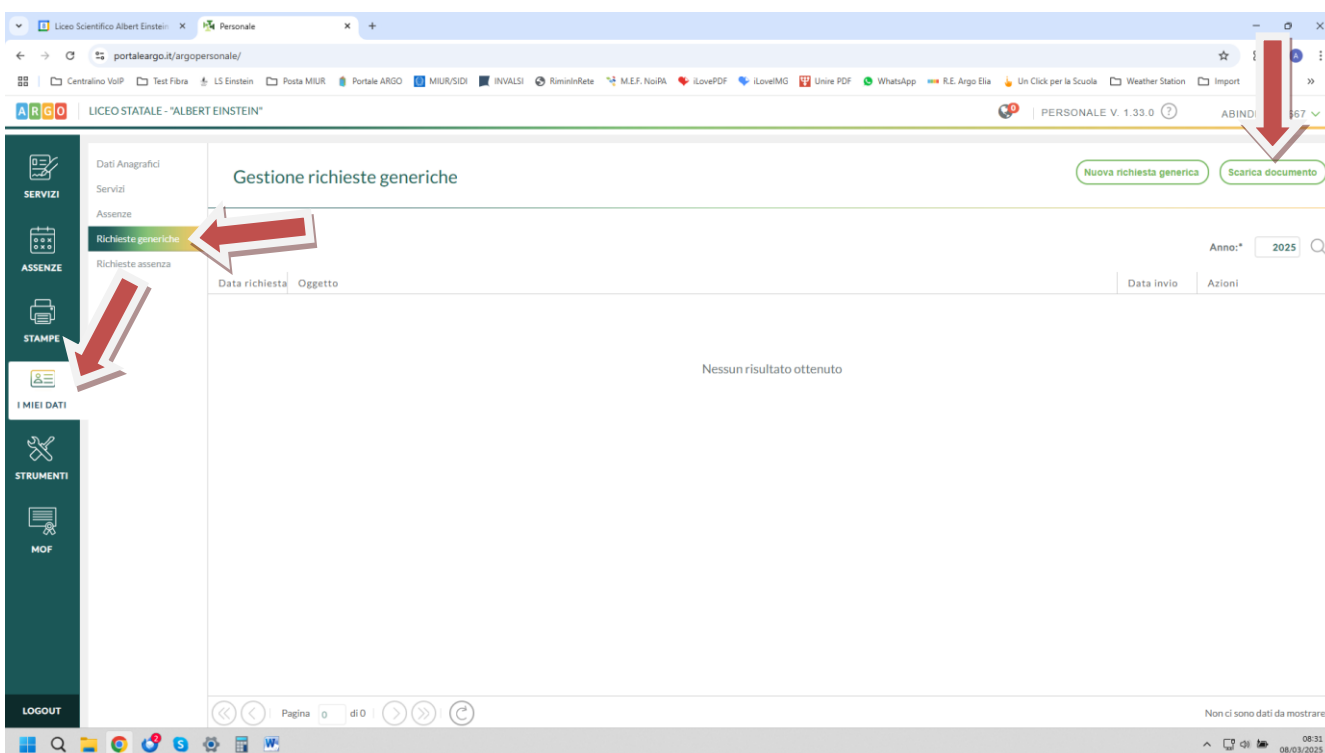 Liceo Scientifico Albert Einstein
Personale
portaleargo.it/argopersonale/
Centralino VoIP Test Fibra LS Einstein Posta MIUR Portale ARGO MIUR/SIDI INVALSI RiminInRete M.E.F. NoiPA iLovePDF iLoveIMG Unire PDF WhatsApp R.E. Argo Elia Un Click per la Scuola Weather Station Import »
ARGO LICEO STATALE - "ALBERT EINSTEIN" 0 PERSONALE V. 1.33.0 ? 567
SERVIZI
ASSENZE
STAMPE
I MIEI DATI
STRUMENTI
MOF
LOGOUT
Dati Anagrafici
Servizi
Assenze
Richieste generiche
Richieste assenza
Gestione richieste generiche
Nuova richiesta generica Scarica documento
Anno:* 2025
Data richiesta Oggetto Data invio Azioni
Nessun risultato ottenuto
Pagina 0 di 0
Non ci sono dati da mostrare
08:31
08/03/2025